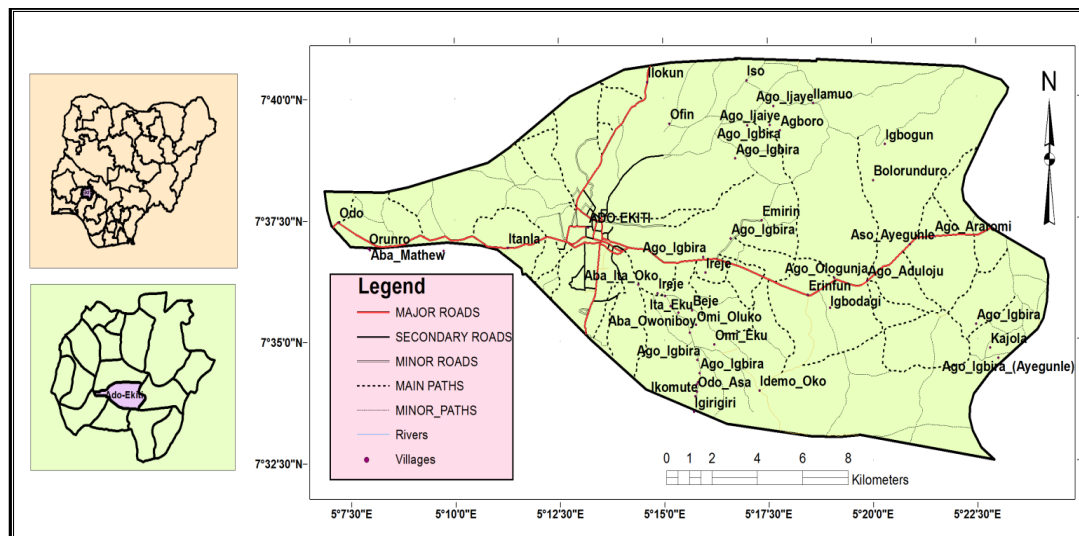 Ado-Ekiti
N
Ilokun
Iso
Ago_Ijaye
Ilamuo
Ofin
Ago_Ijaiye
Agboro
Ago_Igbira
Igbogun
Ago_Igbira
Bolorunduro
Odo
ADO-EKITI
Emirin
Orunro
Itanla
Ago_Igbira
Ago_Araromi
Aba_Mathew
Ago_Igbira
Aso_Ayegunle
Ireje
Aba_Ita_Oko
Ireje
Ago_Ologunja
Ago_Aduloju
Erinfun
Ita_Eku
Beje
Igbodagi
Aba_Owoniboy
Omi_Oluko
Ago_Igbira
Omi_Eku
Kajola
Ago_Igbira
Ago_Igbira
Ago_Igbira_(Ayegunle)
Ikomute
Odo_Asa
Idemo_Oko
Igirigiri
Legend
MAJOR ROADS
SECONDARY ROADS
MINOR ROADS
MAIN PATHS
MINOR_PATHS
Rivers
Villages
0 1 2 4 6 8
Kilometers
7°40'0"N
7°37'30"N
7°35'0"N
7°32'30"N
5°7'30"E 5°10'0"E 5°12'30"E 5°15'0"E 5°17'30"E 5°20'0"E 5°22'30"E